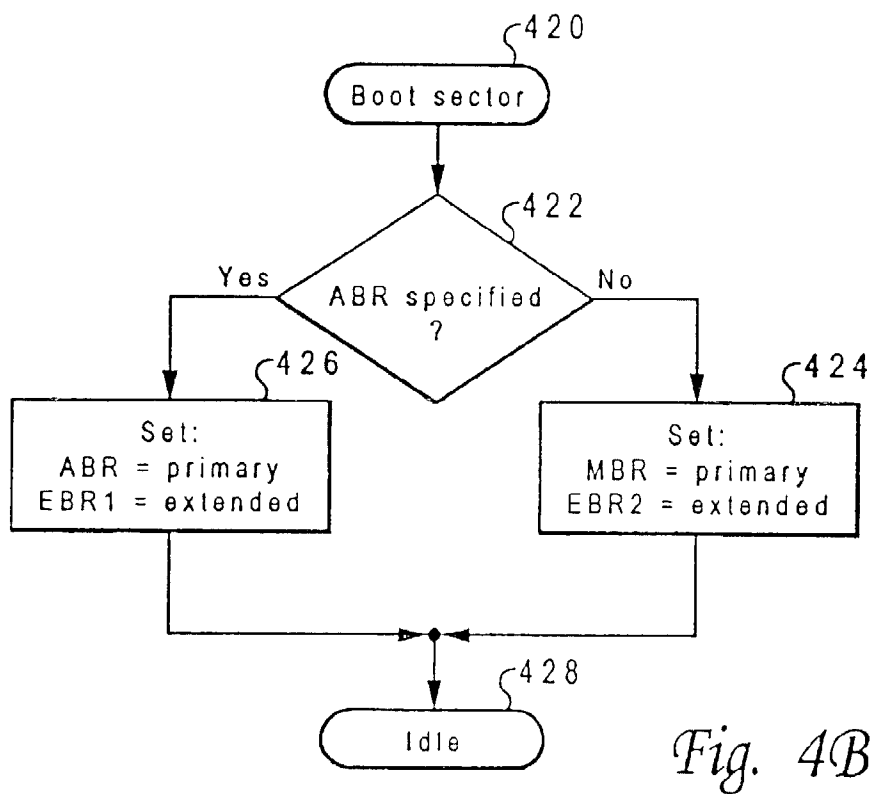 420
Boot sector
422
Yes
ABR specified
?
No
426
Set:
ABR = primary
EBR1 = extended
424
Set:
MBR = primary
EBR2 = extended
428
Idle
Fig. 4B